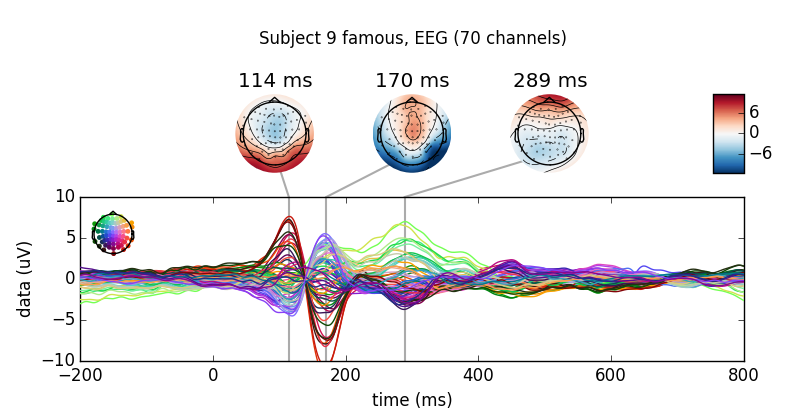 Subject 9 famous, EEG (70 channels)
114 ms 170 ms 289 ms
6
0
−6
10
5
0
−5
−10
data (uV)
−200 0 200 400 600 800
time (ms)